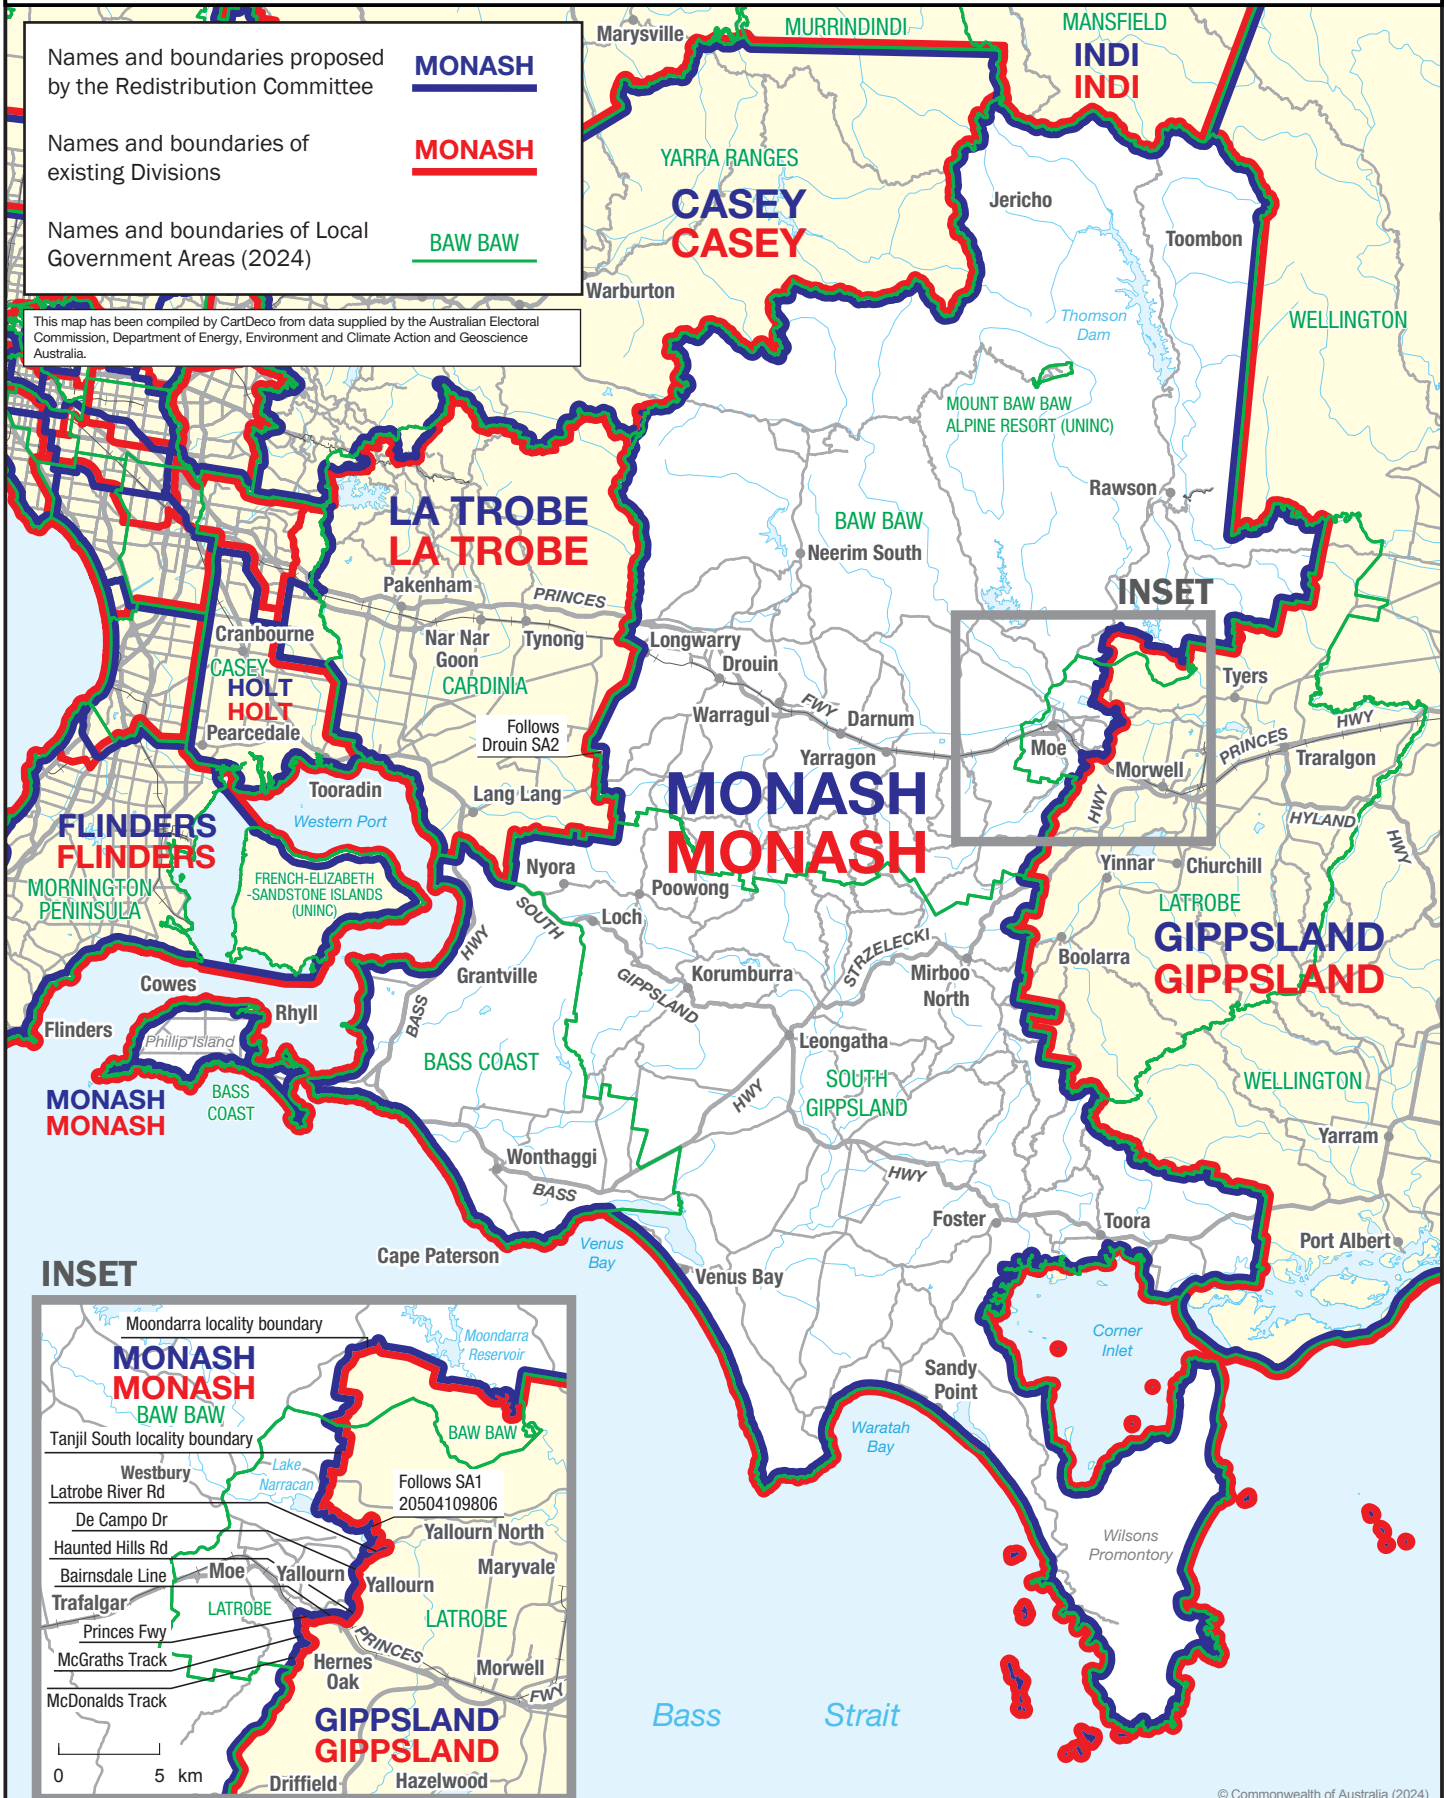 Names and boundaries proposed
by the Redistribution Committee
MONASH
Names and boundaries of
existing Divisions
MONASH
Names and boundaries of Local
Government Areas (2024)
BAW BAW
This map has been compiled by CartDeco from data supplied by the Australian Electoral
Commission, Department of Energy, Environment and Climate Action and Geoscience
Australia.
Marysville
MURRINDINDI
MANSFIELD
INDI
INDI
YARRA RANGES
CASEY
CASEY
Jericho
Toombon
Warburton
Thomson
Dam
WELLINGTON
MOUNT BAW BAW
ALPINE RESORT (UNINC)
Rawson
LA TROBE
LA TROBE
BAW BAW
Neerim South
Pakenham
PRINCES
INSET
Cranbourne
Nar Nar
Goon
Tynong
Longwarry
Drouin
CASEY
HOLT
HOLT
CARDINIA
Tyers
Pearcedale
Follows
Drouin SA2
Warragul
FWY
Darnum
Yarragon
Moe
Morwell
PRINCES
HWY
Traralgon
MONASH
MONASH
Tooradin
Lang Lang
Western Port
HWY
HYLAND
HWY
FLINDERS
FLINDERS
MORNINGTON
PENINSULA
FRENCH-ELIZABETH
-SANDSTONE ISLANDS
(UNINC)
Nyora
Poowong
Yinnar
Churchill
LATROBE
SOUTH
Loch
HWY
STRZELECKI
GIPPSLAND
GIPPSLAND
Boolarra
Cowes
Grantville
GIPPSLAND
Korumburra
Mirboo
North
Flinders
Rhyll
Phillip Island
BASS
Leongatha
BASS COAST
MONASH
MONASH
BASS
COAST
HWY
SOUTH
GIPPSLAND
WELLINGTON
Yarram
Wonthaggi
BASS
HWY
Foster
Toora
Port Albert
Cape Paterson
Venus
Bay
Venus Bay
Corner
Inlet
Sandy
Point
Waratah
Bay
Wilsons
Promontory
Bass Strait
INSET
Moondarra locality boundary
Moondarra
Reservoir
MONASH
MONASH
BAW BAW
BAW BAW
Tanjil South locality boundary
Lake
Narracan
Westbury
Follows SA1
20504109806
Latrobe River Rd
De Campo Dr
Yallourn North
Haunted Hills Rd
Maryvale
Moe
Yallourn
Bairnsdale Line
Yallourn
Trafalgar
LATROBE
LATROBE
Princes Fwy
PRINCES
McGraths Track
Hernes
Oak
Morwell
FWY
McDonalds Track
GIPPSLAND
GIPPSLAND
0 5 km
Driffield
Hazelwood
© Commonwealth of Australia (2024)